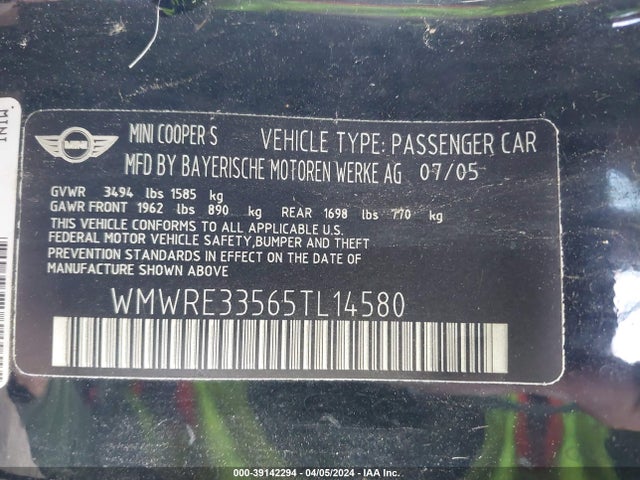 MINI
MINI COOPER S VEHICLE TYPE: PASSENGER CAR
MINI
MFD BY BAYERISCHE MOTOREN WERKE AG 07/05
GVWR 3494 lbs 1585 kg
GAWR FRONT 1962 lbs 890 kg REAR 1698 lbs 770 kg
THIS VEHICLE CONFORMS TO ALL APPLICABLE U.S.
FEDERAL MOTOR VEHICLE SAFETY,BUMPER AND THEFT
PREVENTION STANDARDS IN EFFECT ON THE DATE OF
MANUFACTURE SHOWN ABOVE
WMWRE33565TL14580
000-39142294 - 04/05/2024 - IAA Inc.